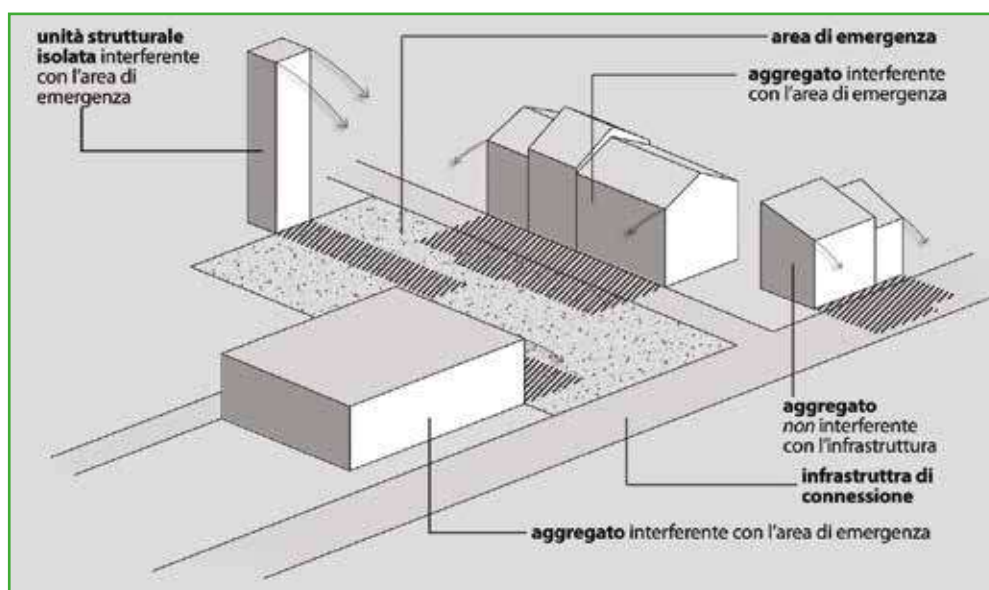 unità strutturale
isolata interferente
con l'area di
emergenza
area di emergenza
aggregato interferente
con l'area di emergenza
aggregato
non interferente
con l'infrastruttura
infrastruttra di
connessione
aggregato interferente con l'area di emergenza